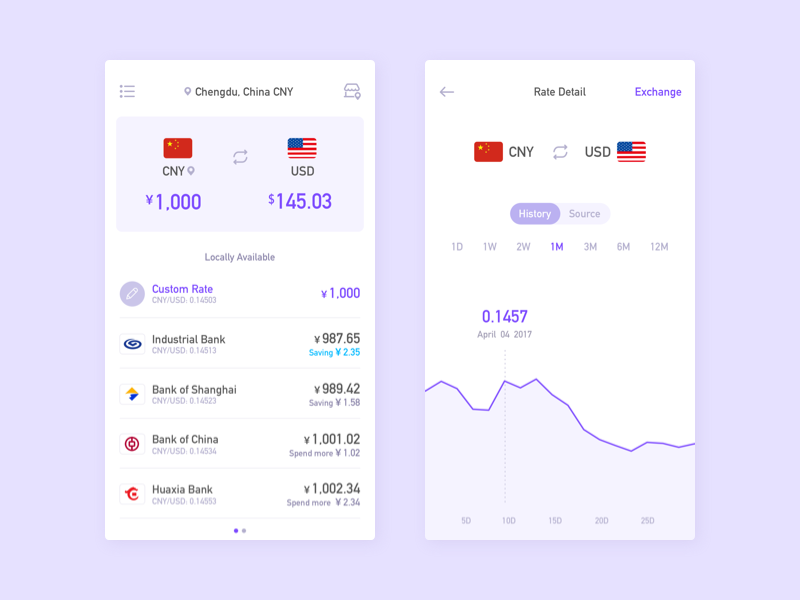 Chengdu, China CNY
CNY
USD
¥1,000
$145.03
Locally Available
Custom Rate
CNY/USD: 0.14503
¥1,000
Industrial Bank
CNY/USD: 0.14513
¥987.65
Saving ¥2.35
Bank of Shanghai
CNY/USD: 0.14523
¥989.42
Saving ¥1.58
Bank of China
CNY/USD: 0.14534
¥1,001.02
Spend more ¥1.02
Huaxia Bank
CNY/USD: 0.14553
¥1,002.34
Spend more ¥2.34
Rate Detail
Exchange
CNY
USD
History
Source
1D 1W 2W 1M 3M 6M 12M
0.1457
April 04 2017
5D 10D 15D 20D 25D